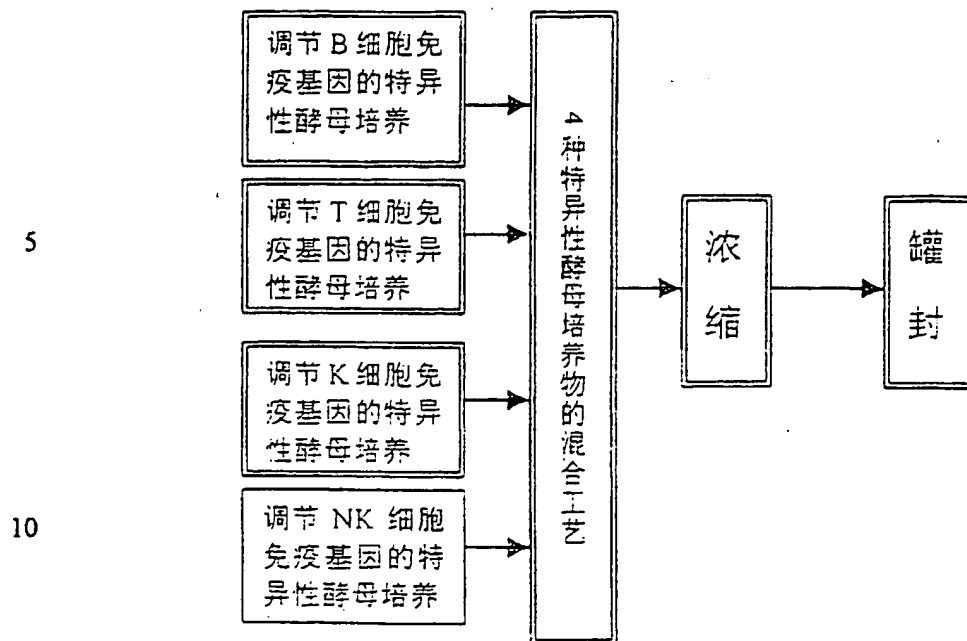 调节 B 细胞免
疫基因的特异
性酵母培养
调节 T 细胞免
疫基因的特异
性酵母培养
调节 K 细胞免
疫基因的特异
性酵母培养
调节 NK 细胞
免疫基因的特
异性酵母培养
4种特异性酵母培养物的混合工艺
浓
缩
罐
封
5
10